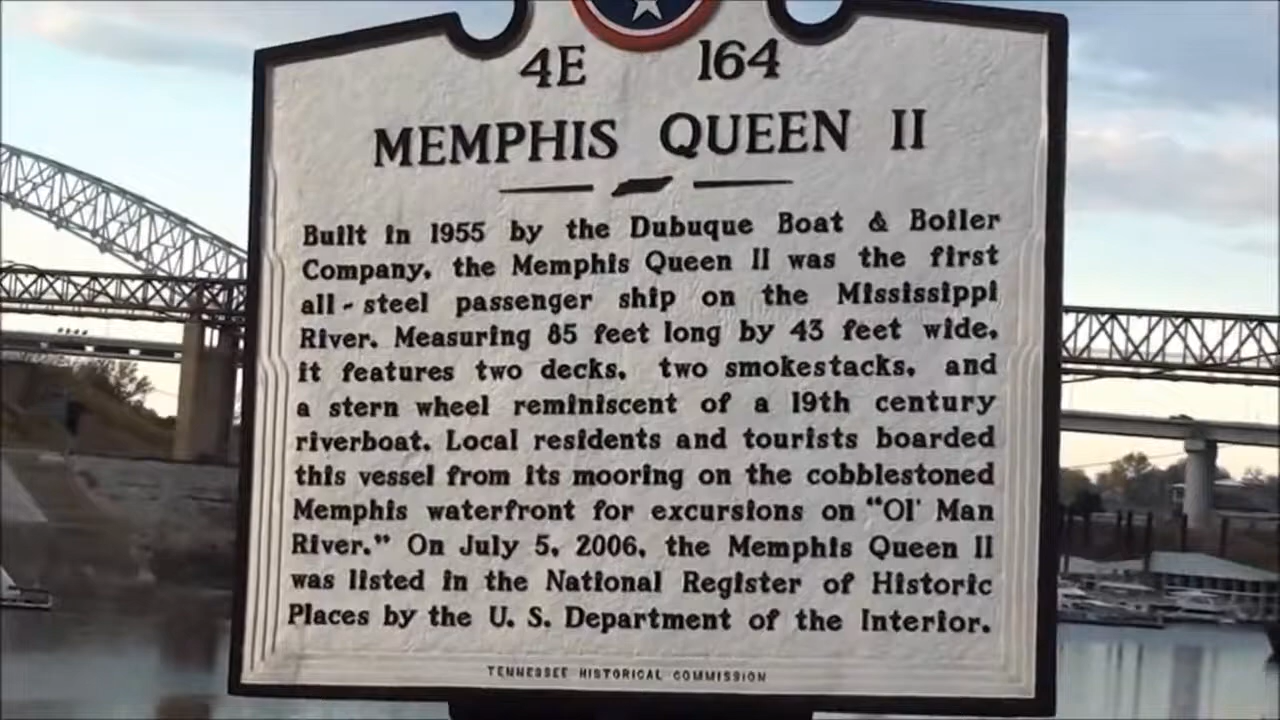 4E 164
MEMPHIS QUEEN II
Built in 1955 by the Dubuque Boat & Boiler
Company, the Memphis Queen II was the first
all-steel passenger ship on the Mississippi
River. Measuring 85 feet long by 43 feet wide,
it features two decks, two smokestacks, and
a stern wheel reminiscent of a 19th century
riverboat. Local residents and tourists boarded
this vessel from its mooring on the cobblestoned
Memphis waterfront for excursions on "Ol' Man
River." On July 5, 2006, the Memphis Queen II
was listed in the National Register of Historic
Places by the U. S. Department of the Interior.
TENNESSEE HISTORICAL COMMISSION